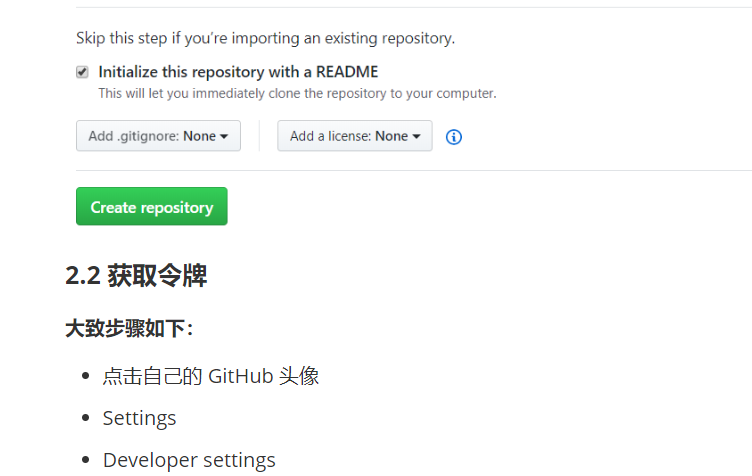 Skip this step if you’re importing an existing repository.
Initialize this repository with a README
This will let you immediately clone the repository to your computer.
Add .gitignore: None
Add a license: None
Create repository
2.2 获取令牌
大致步骤如下：
点击自己的 GitHub 头像
Settings
Developer settings